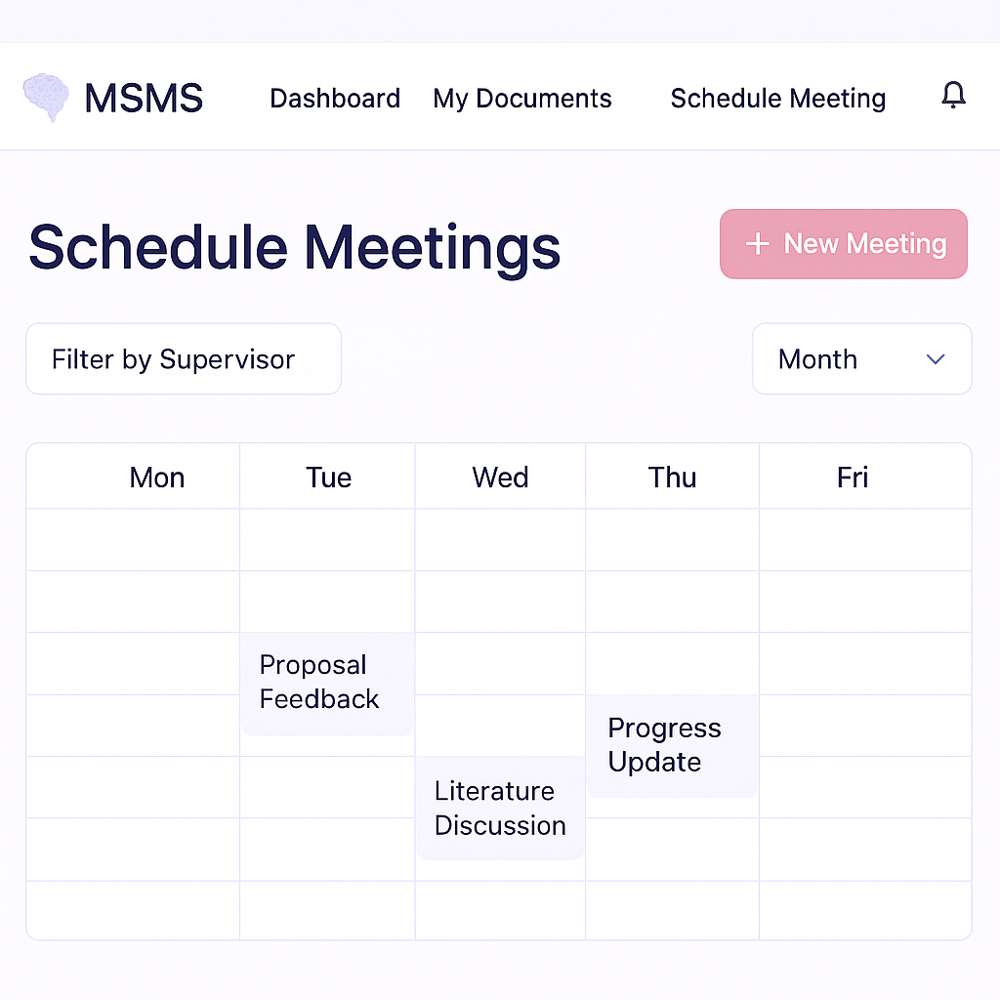 MSMS Dashboard My Documents Schedule Meeting
Schedule Meetings
+ New Meeting
Filter by Supervisor
Month
Mon Tue Wed Thu Fri
Proposal
Feedback
Progress
Update
Literature
Discussion